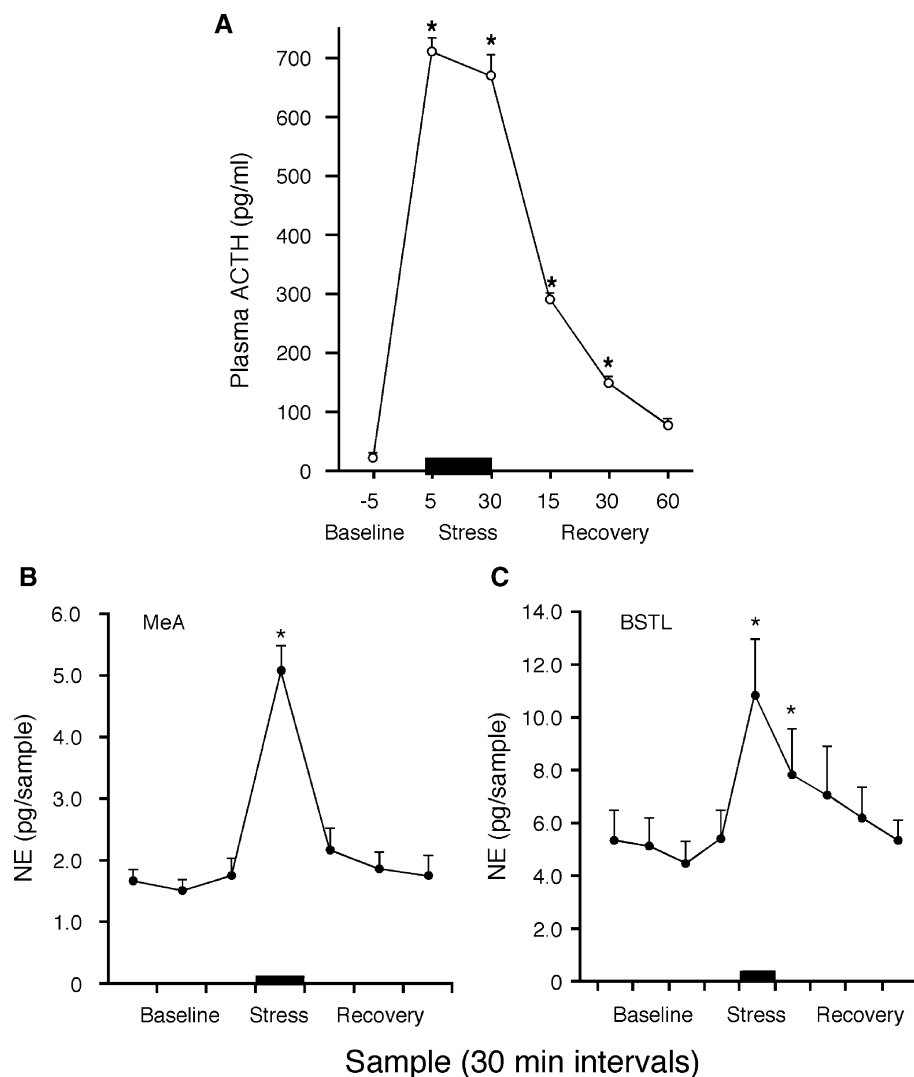 A
*
*
700
600
500
400
300
200
100
0
*
*
Plasma ACTH (pg/ml)
-5 5 30 15 30 60
Baseline Stress Recovery
B
MeA
*
6.0
5.0
4.0
3.0
2.0
1.0
0
NE (pg/sample)
Baseline Stress Recovery
C
BSTL
*
*
14.0
12.0
10.0
8.0
6.0
4.0
2.0
0
NE (pg/sample)
Baseline Stress Recovery
Sample (30 min intervals)